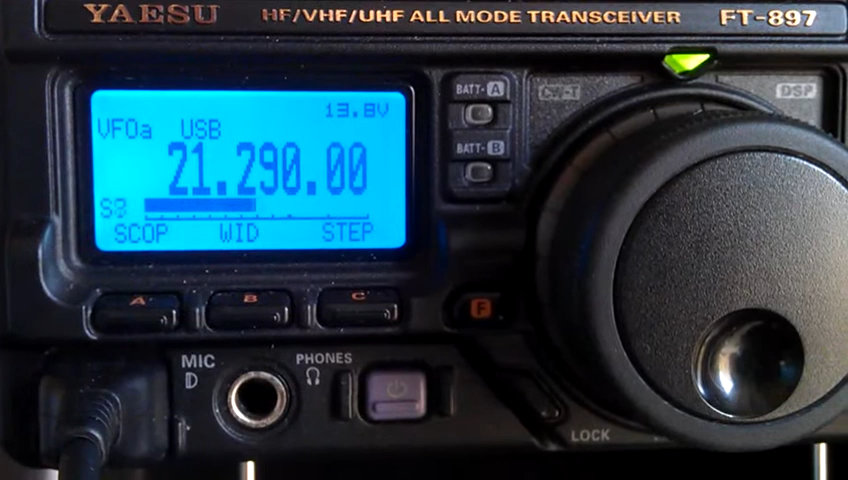 YAESU HF/VHF/UHF ALL MODE TRANSCEIVER FT-897
BATT-A
CW-T
DSP
13.8V
VFOa USB
21.290.00
BATT-B
SCOP WID STEP
A B C
F
MIC
PHONES
LOCK